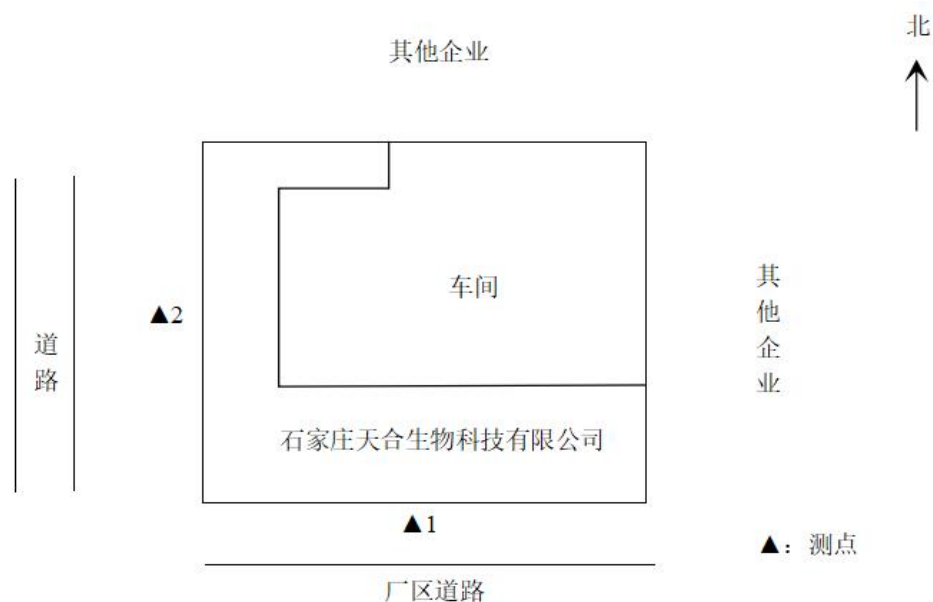 北
其他企业
车间
其他企业
▲2
道路
石家庄天合生物科技有限公司
▲1
▲：测点
厂区道路